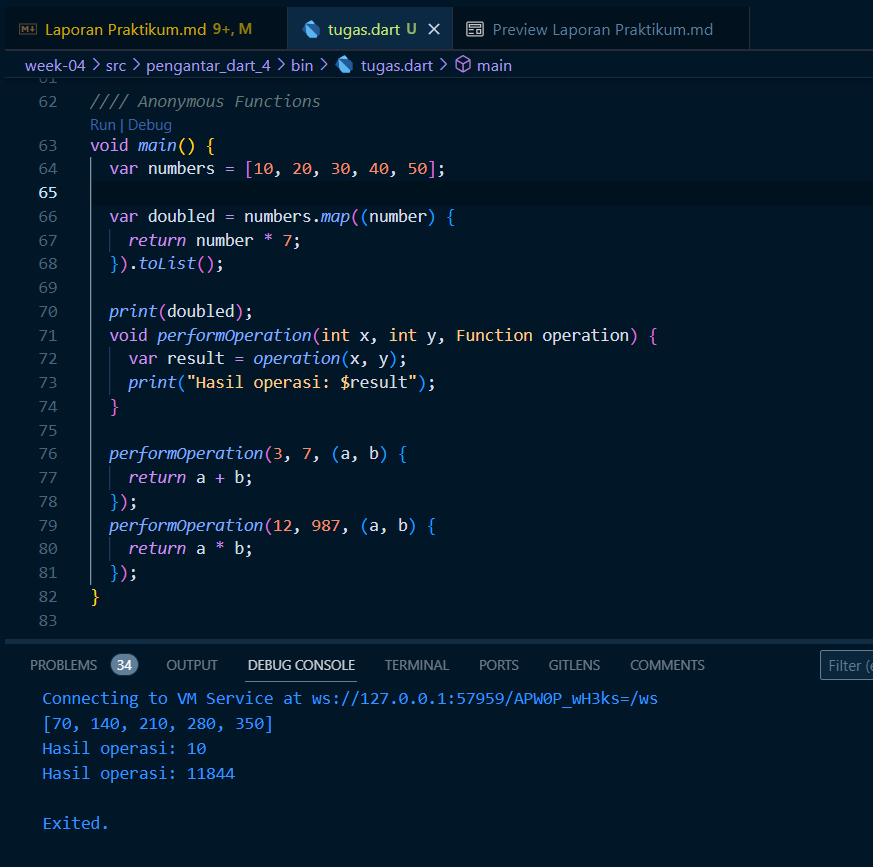 Laporan Praktikum.md 9+, M tugas.dart U Preview Laporan Praktikum.md
week-04 > src > pengantar_dart_4 > bin > tugas.dart > main
61
62 //// Anonymous Functions
Run | Debug
63 void main() {
64 var numbers = [10, 20, 30, 40, 50];
65
66 var doubled = numbers.map((number) {
67 return number * 7;
68 }).toList();
69
70 print(doubled);
71 void performOperation(int x, int y, Function operation) {
72 var result = operation(x, y);
73 print("Hasil operasi: $result");
74 }
75
76 performOperation(3, 7, (a, b) {
77 return a + b;
78 });
79 performOperation(12, 987, (a, b) {
80 return a * b;
81 });
82 }
83
PROBLEMS 34 OUTPUT DEBUG CONSOLE TERMINAL PORTS GITLENS COMMENTS Filter (e
Connecting to VM Service at ws://127.0.0.1:57959/APW0P_wH3ks=/ws
[70, 140, 210, 280, 350]
Hasil operasi: 10
Hasil operasi: 11844
Exited.